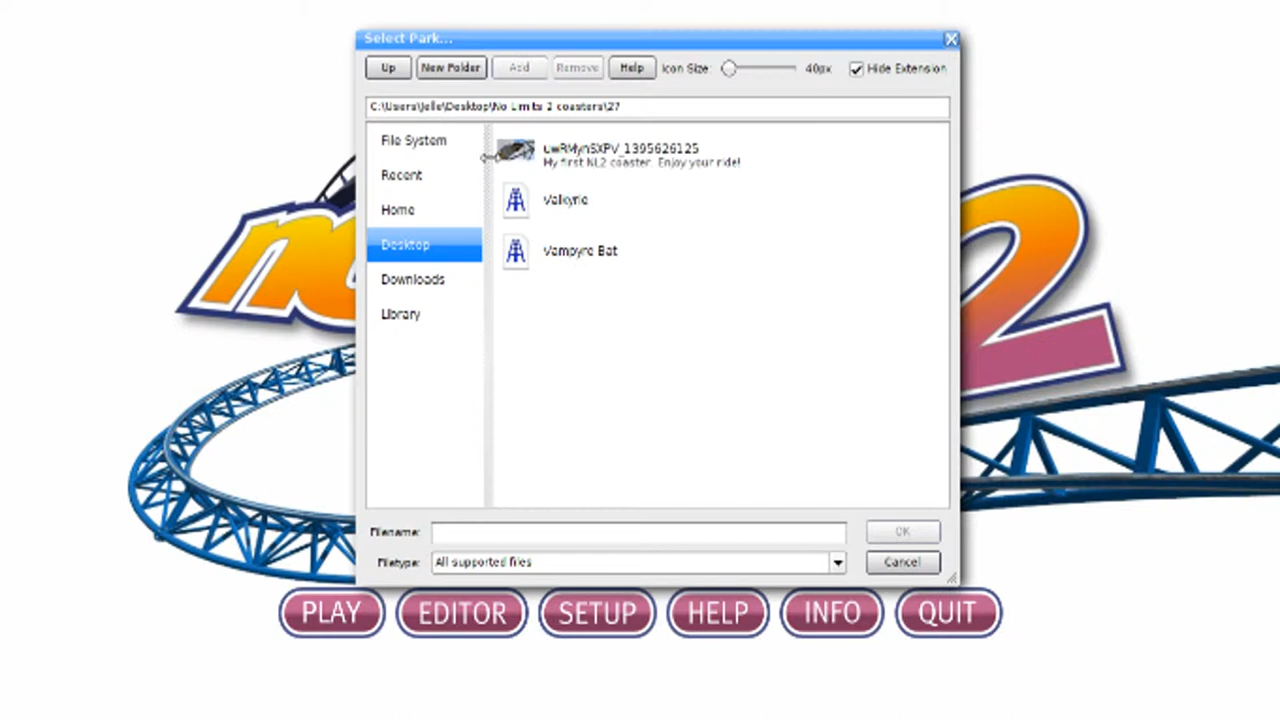 Select Park...
Up New Folder Add Remove Help Icon Size: 40px Hide Extension
C:\Users\Jelle\Desktop\No Limits 2 coasters\27
File System
Recent
Home
Desktop
Downloads
Library
uwRMynSXPV_1395626125
My first NL2 coaster. Enjoy your ride!
Valkyrie
Vampyre Bat
2
Filename: OK
Filetype: All supported files Cancel
PLAY EDITOR SETUP HELP INFO QUIT